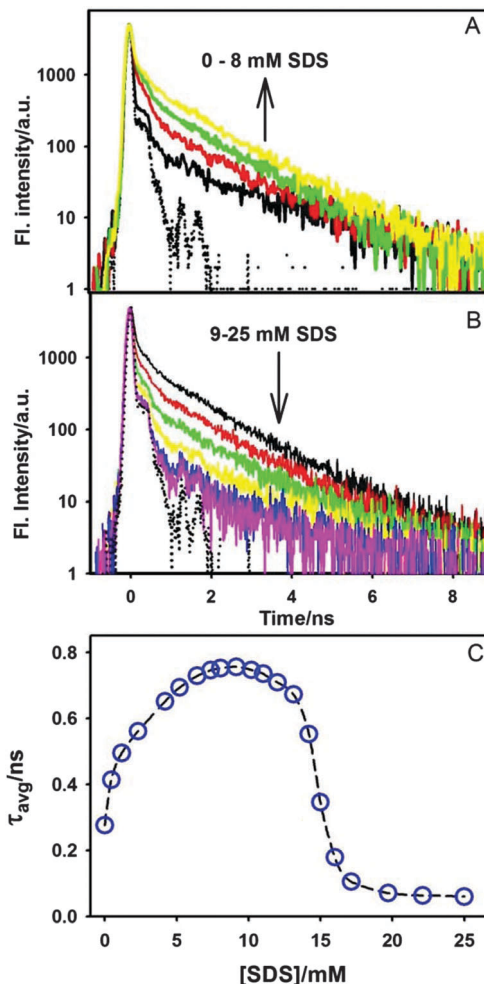 A
0 - 8 mM SDS
Fl. intensity/a.u.
1000
100
10
1
B
9-25 mM SDS
Fl. Intensity/a.u.
1000
100
10
1
0 2 4 6 8
Time/ns
C
τavg/ns
0.8
0.6
0.4
0.2
0.0
0 5 10 15 20 25
[SDS]/mM